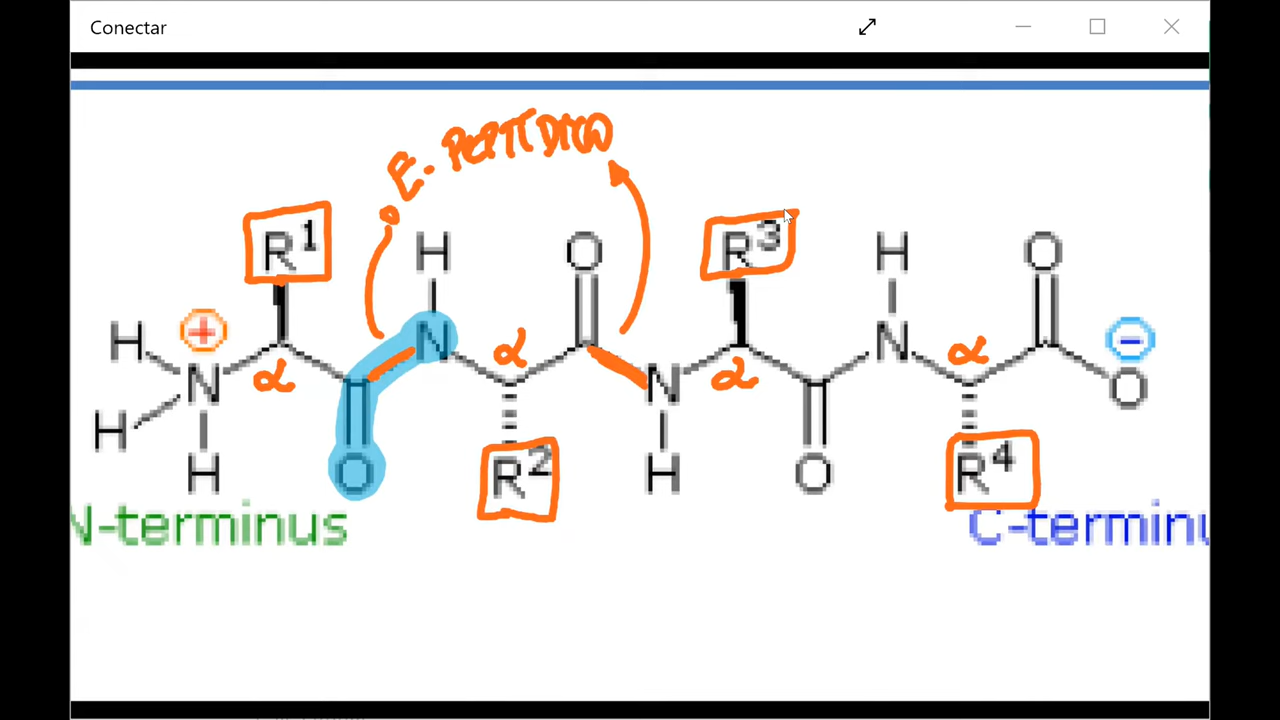 Conectar
E. PEPTÍDICO
R1 H O R3 H O
H + α N α α N α −
N N O
H H O R2 H O R4
N-terminus C-terminu